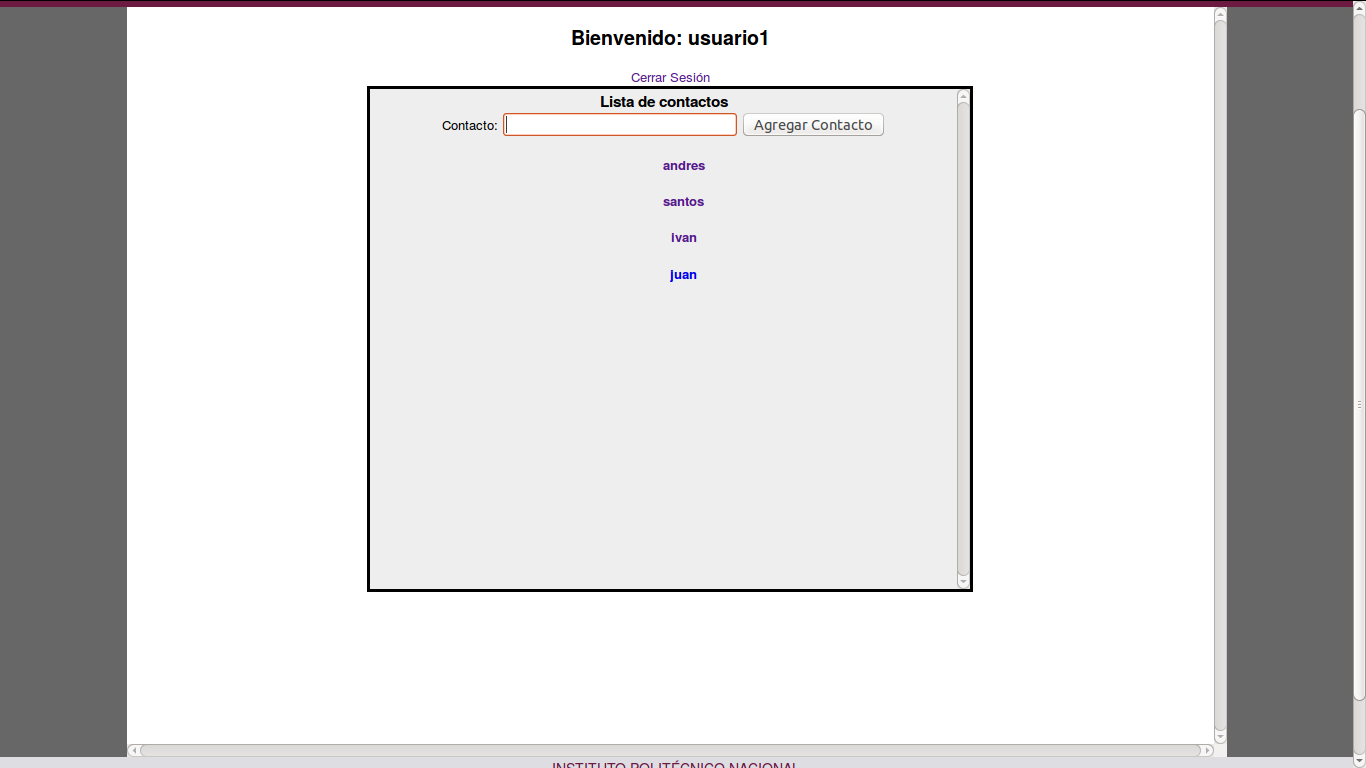 Bienvenido: usuario1
Cerrar Sesión
Lista de contactos
Contacto: Agregar Contacto
andres
santos
ivan
juan
INSTITUTO POLITÉCNICO NACIONAL